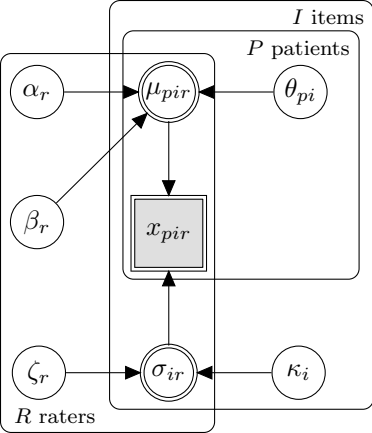 I items
P patients
α_r
μ_pir
θ_pi
β_r
x_pir
ζ_r
σ_ir
κ_i
R raters